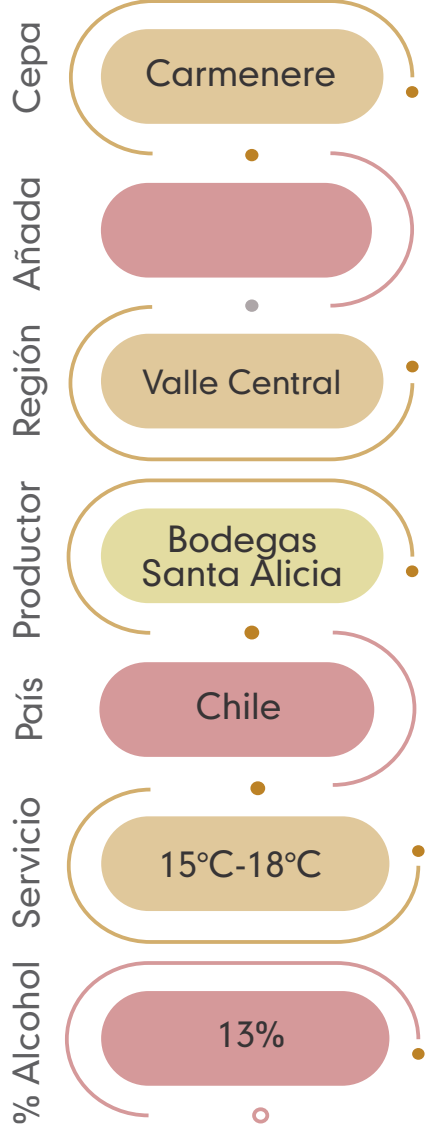 Cepa
Carmenere
Añada
Región
Valle Central
Productor
Bodegas
Santa Alicia
País
Chile
Servicio
15°C-18°C
% Alcohol
13%